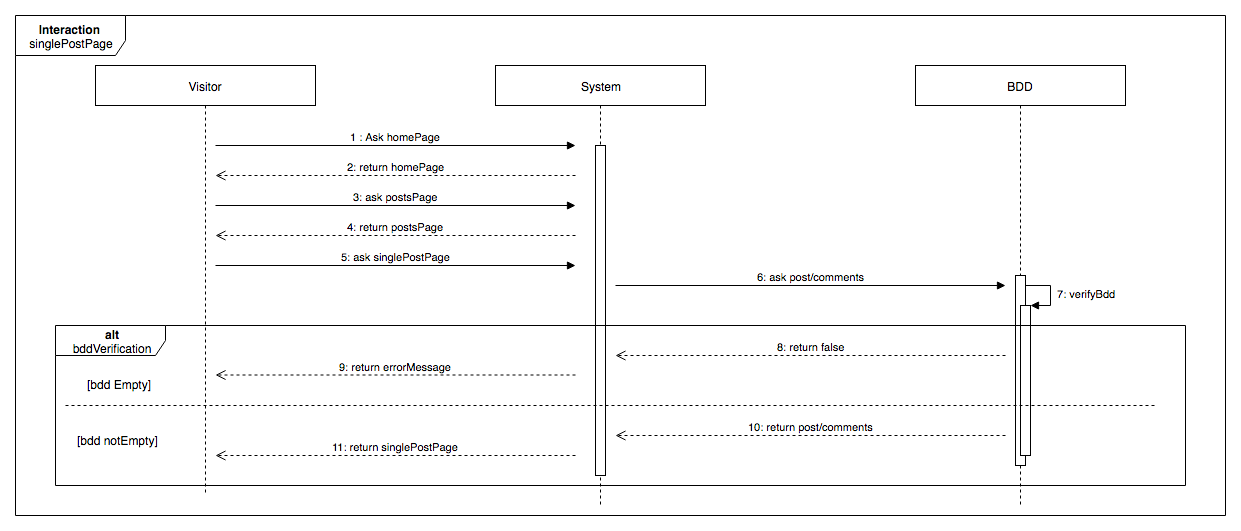 Interaction
singlePostPage
Visitor
System
BDD
1 : Ask homePage
2: return homePage
3: ask postsPage
4: return postsPage
5: ask singlePostPage
6: ask post/comments
7: verifyBdd
alt
bddVerification
8: return false
9: return errorMessage
[bdd Empty]
10: return post/comments
[bdd notEmpty]
11: return singlePostPage